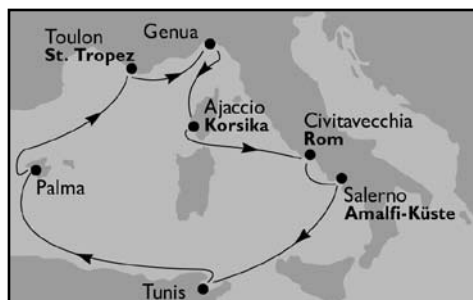 Toulon
St. Tropez
Genua
Ajaccio
Korsika
Civitavecchia
Rom
Salerno
Amalfi-Küste
Palma
Tunis